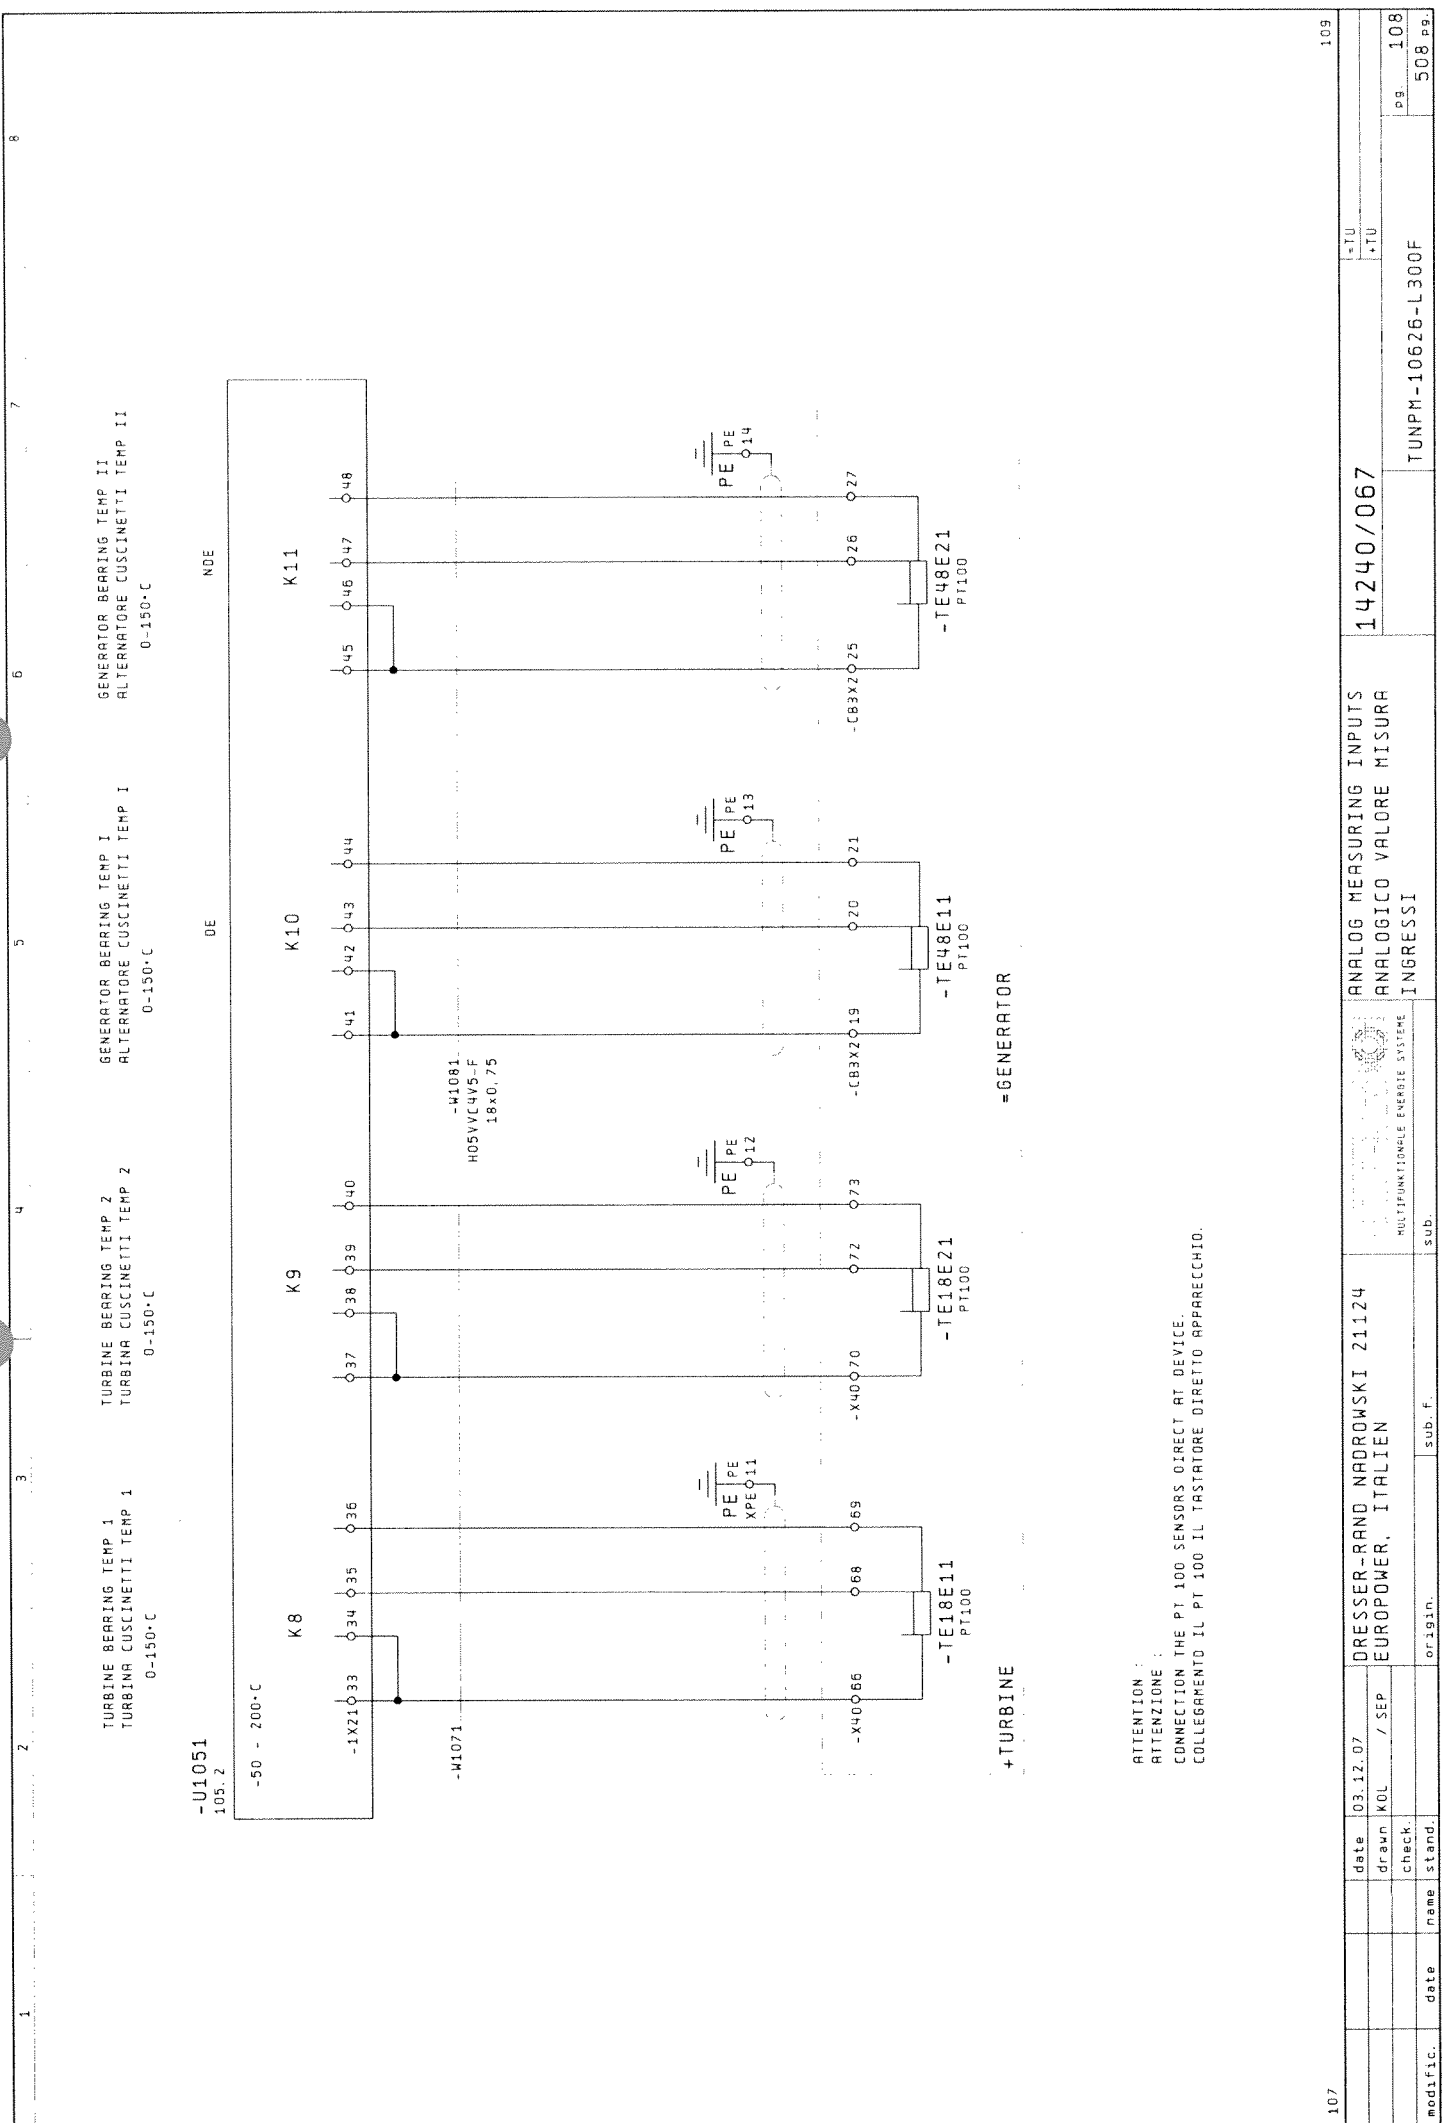 1 2 3 4 5 6 7 8
TURBINE BEARING TEMP 1
TURBINA CUSCINETTI TEMP 1
0-150°C
TURBINE BEARING TEMP 2
TURBINA CUSCINETTI TEMP 2
0-150°C
GENERATOR BEARING TEMP I
ALTERNATORE CUSCINETTI TEMP I
0-150°C
GENERATOR BEARING TEMP II
ALTERNATORE CUSCINETTI TEMP II
0-150°C
DE
NDE
-U1051
105.2
-50 - 200°C
K8
K9
K10
K11
-1X21 33 34 35 36
37 38 39 40
41 42 43 44
45 46 47 48
-W1071
-W1081
H05VVC4V5-F
18x0,75
PE PE
XPE 11
PE PE
12
PE PE
13
PE PE
14
-X40 66 68 69
-X40 70 72 73
-CB3X2 19 20 21
-CB3X2 25 26 27
-TE18E11
PT100
-TE18E21
PT100
-TE48E11
PT100
-TE48E21
PT100
+TURBINE
=GENERATOR
ATTENTION :
ATTENZIONE :
CONNECTION THE PT 100 SENSORS DIRECT AT DEVICE.
COLLEGAMENTO IL PT 100 IL TASTATORE DIRETTO APPARECCHIO.
107
109
date 03.12.07
drawn KOL / SEP
check.
modific. date name stand.
DRESSER-RAND NADROWSKI 21124
EUROPOWER, ITALIEN
origin. sub. f. sub.
MULTIFUNKTIONALE ENERGIE SYSTEME
ANALOG MEASURING INPUTS
ANALOGICO VALORE MISURA
INGRESSI
14240/067
=TU
+TU
TUNPM-10626-L300F
pg. 108
508 pg.